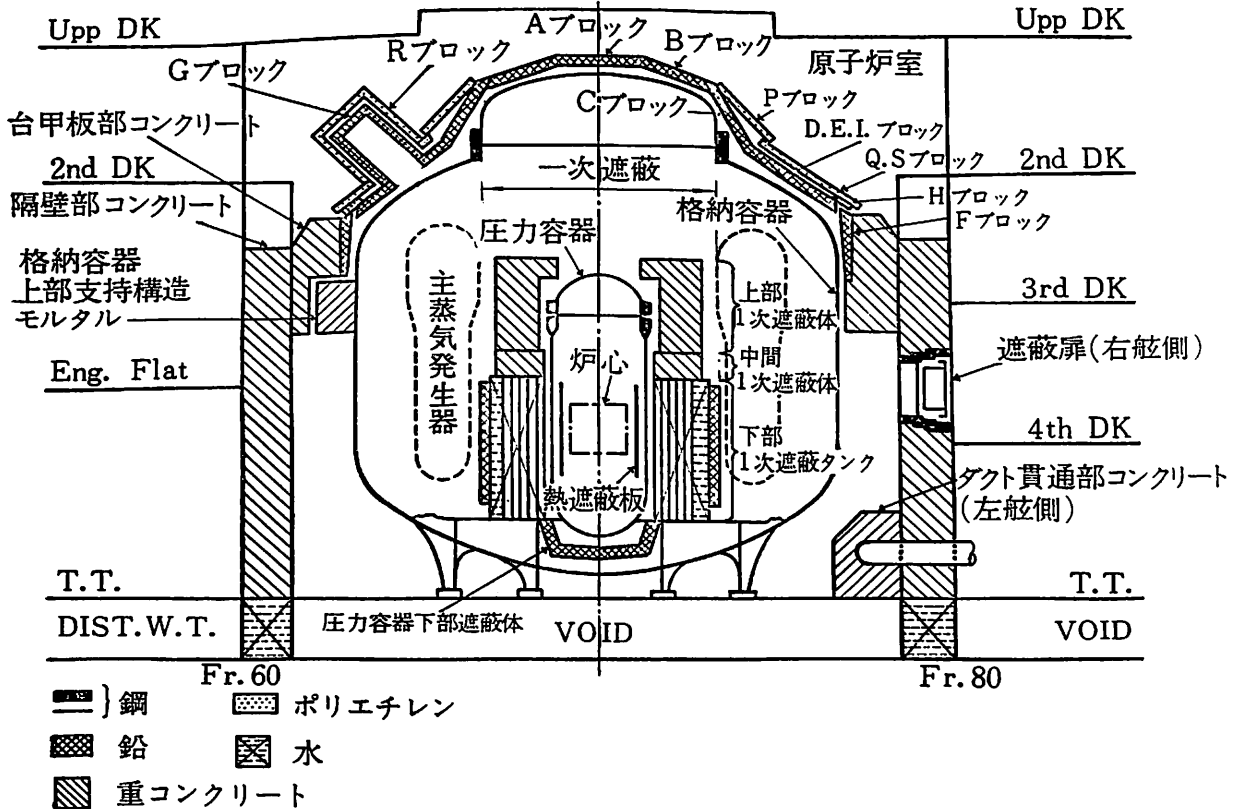 Upp DK
Upp DK
Aブロック
Bブロック
Rブロック
Gブロック
原子炉室
Cブロック
Pブロック
台甲板部コンクリート
D.E.I. ブロック
Q.Sブロック
2nd DK
2nd DK
一次遮蔽
隔壁部コンクリート
Hブロック
格納容器
Fブロック
圧力容器
格納容器
上部支持構造
モルタル
主蒸気発生器
上部
1次遮蔽体
3rd DK
炉心
中間
1次遮蔽体
遮蔽扉(右舷側)
Eng. Flat
下部
1次遮蔽タンク
4th DK
熱遮蔽板
ダクト貫通部コンクリート
(左舷側)
T.T.
T.T.
圧力容器下部遮蔽体
DIST.W.T.
VOID
VOID
Fr.60
Fr.80
鋼
ポリエチレン
鉛
水
重コンクリート